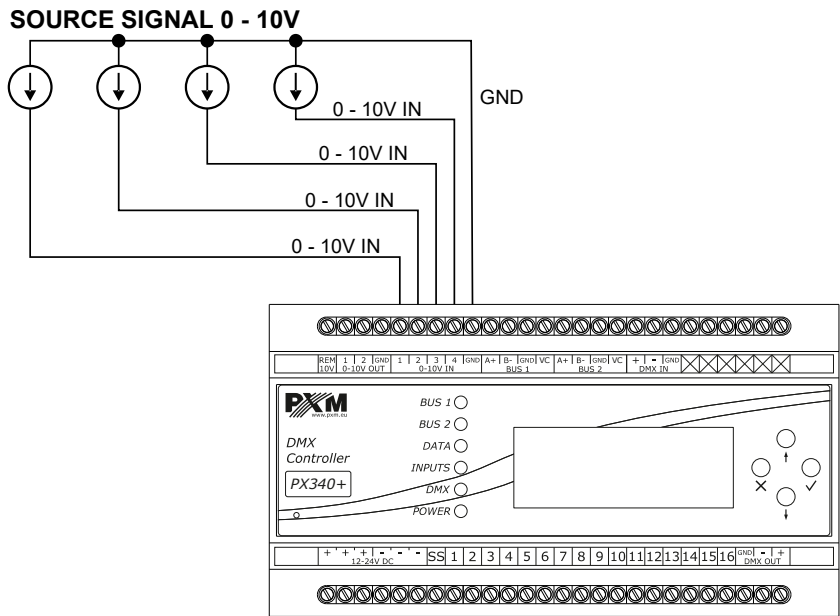 SOURCE SIGNAL 0 - 10V
GND
0 - 10V IN
0 - 10V IN
0 - 10V IN
0 - 10V IN
REM 1 2 GND 1 2 3 4 GND A+ B- GND VC A+ B- GND VC + - GND
10V 0-10V OUT 0-10V IN BUS 1 BUS 2 DMX IN
PXM
www.pxm.eu
DMX
Controller
PX340+
BUS 1
BUS 2
DATA
INPUTS
DMX
POWER
+ + + - - - SS 1 2 3 4 5 6 7 8 9 10 11 12 13 14 15 16 GND - +
12-24V DC DMX OUT